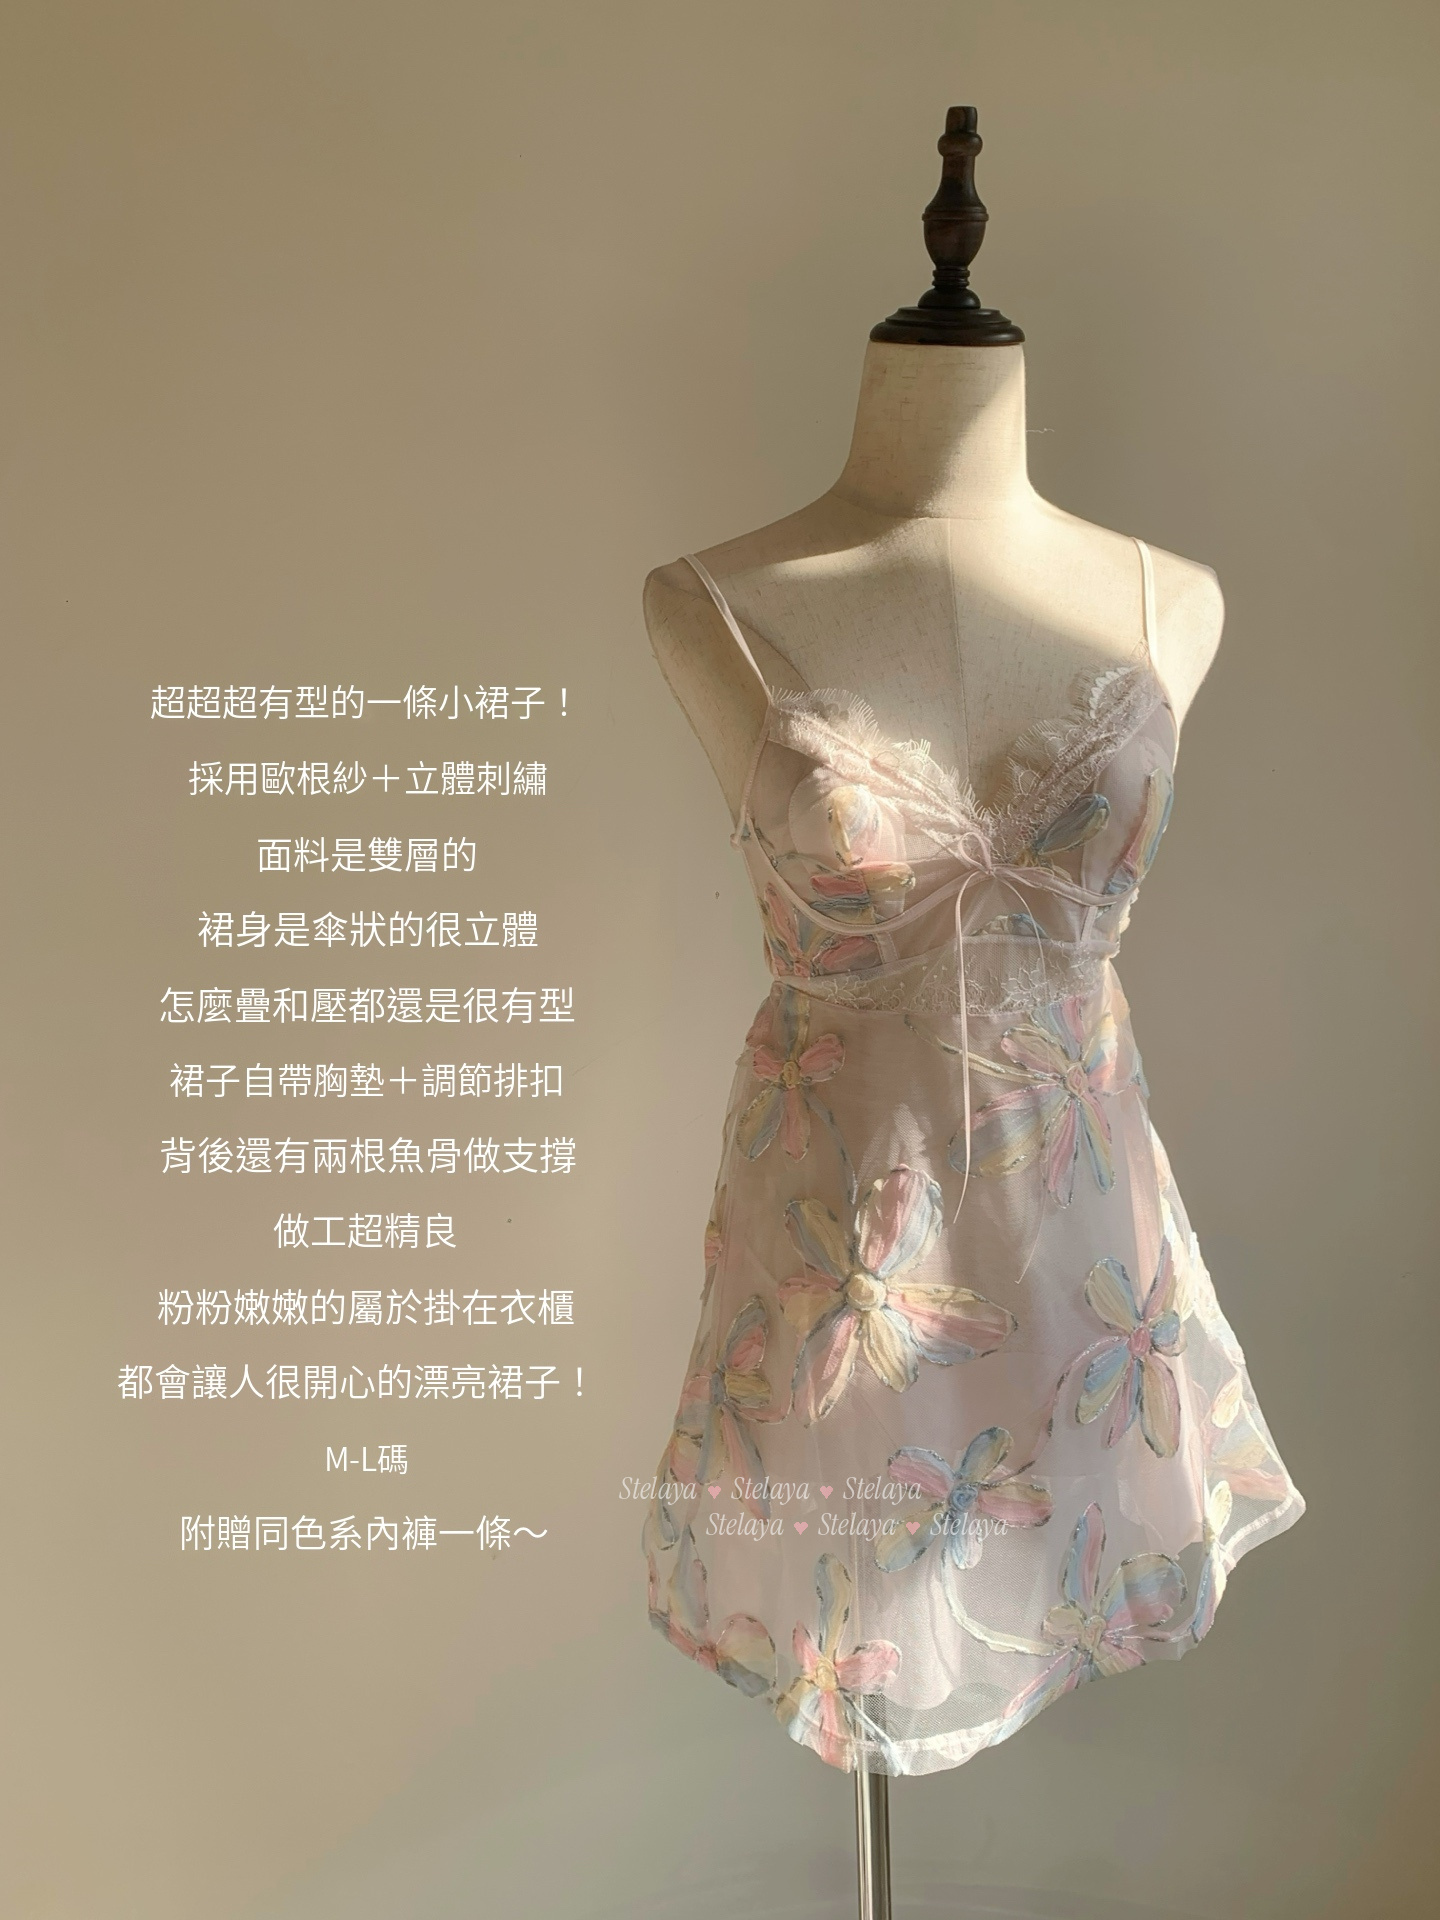 超超超有型的一條小裙子！
採用歐根紗＋立體刺繡
面料是雙層的
裙身是傘狀的很立體
怎麼疊和壓都還是很有型
裙子自帶胸墊＋調節排扣
背後還有兩根魚骨做支撐
做工超精良
粉粉嫩嫩的屬於掛在衣櫃
都會讓人很開心的漂亮裙子！
M-L碼
附贈同色系內褲一條～
Stelaya ♥ Stelaya ♥ Stelaya
Stelaya ♥ Stelaya ♥ Stelaya